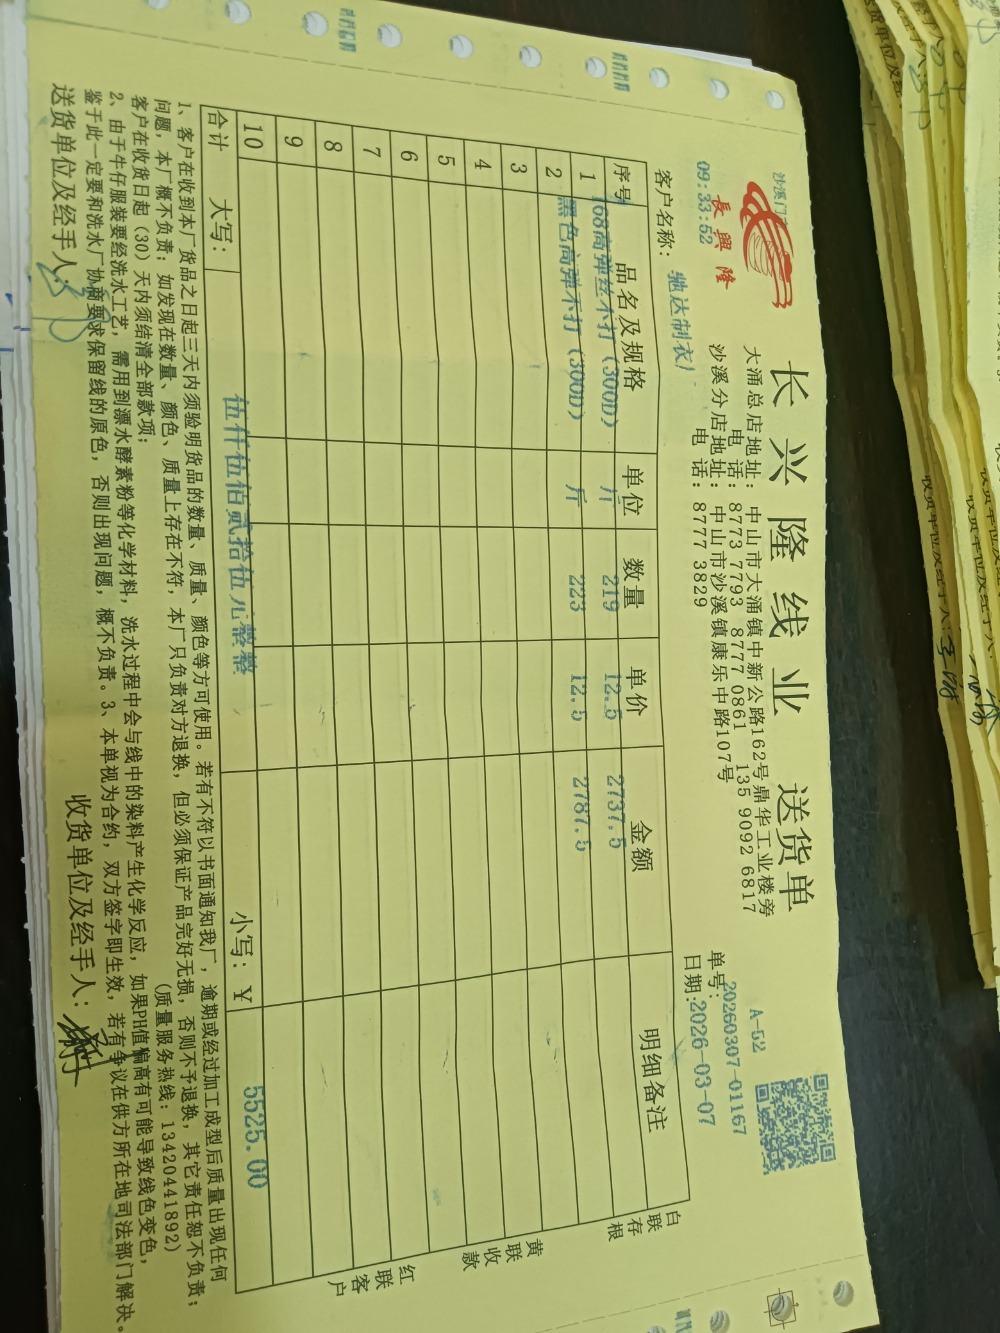 长兴隆线业 送货单
長興隆
沙溪门
09:33:52
大涌总店地址：中山市大涌镇中新公路162号鼎华工业楼旁
电话：8773 7793 8777 0861 135 9092 6817
沙溪分店地址：中山市沙溪镇康乐中路107号
电话：8777 3829
A-52
单号：20260307-01167
客户名称：驰达制衣厂
日期：2026-03-07
序号 品名及规格 单位 数量 单价 金额 明细备注
1 168高弹丝不打（300D） 斤 219 12.5 2737.5
2 黑色高弹不打（300D） 斤 223 12.5 2787.5
3
4
5
6
7
8
9
10
合计 大写：伍仟伍佰贰拾伍元整整 小写：¥ 5525.00
白联存根
黄联收款
红联客户
1、客户在收到本厂货品之日起三天内须验明货品的数量、质量、颜色等方可使用。若有不符以书面通知我厂，逾期或经过加工成型后质量出现任何
问题，本厂概不负责；如发现在数量、颜色、质量上存在不符，本厂只负责对方退换，但必须保证产品完好无损，否则不予退换，其它责任恕不负责；
客户在收货日起（30）天内须结清全部款项； （质量服务热线：13420441892）
2、由于牛仔服装要经洗水工艺，需用到漂水酵素粉等化学材料，洗水过程中会与线中的染料产生化学反应，如果PH值偏高有可能导致线色变色，
鉴于此一定要和洗水厂协商要求保留线的原色，否则出现问题，概不负责。3、本单视为合约，双方签字即生效，若有争议在供方所在地司法部门解决。
送货单位及经手人：
收货单位及经手人：